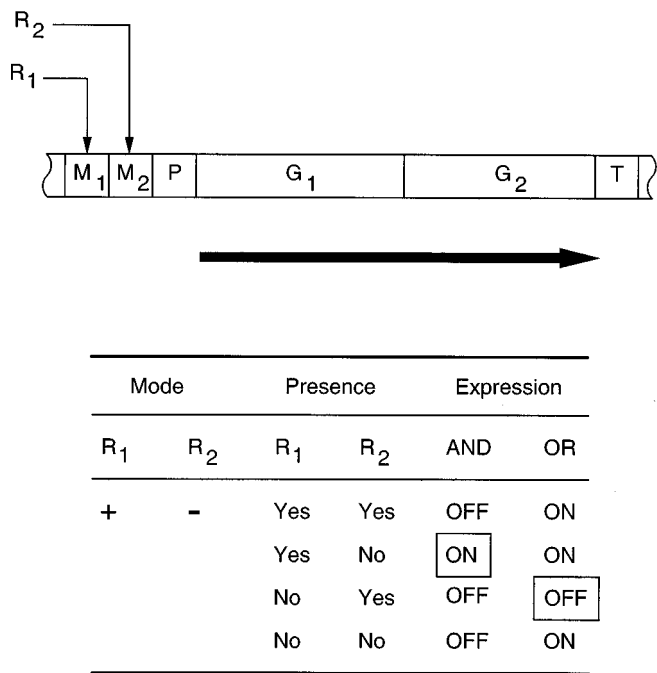 R2
R1
M1 M2 P G1 G2 T
Mode Presence Expression
R1 R2 R1 R2 AND OR
+ - Yes Yes OFF ON
Yes No ON ON
No Yes OFF OFF
No No OFF ON